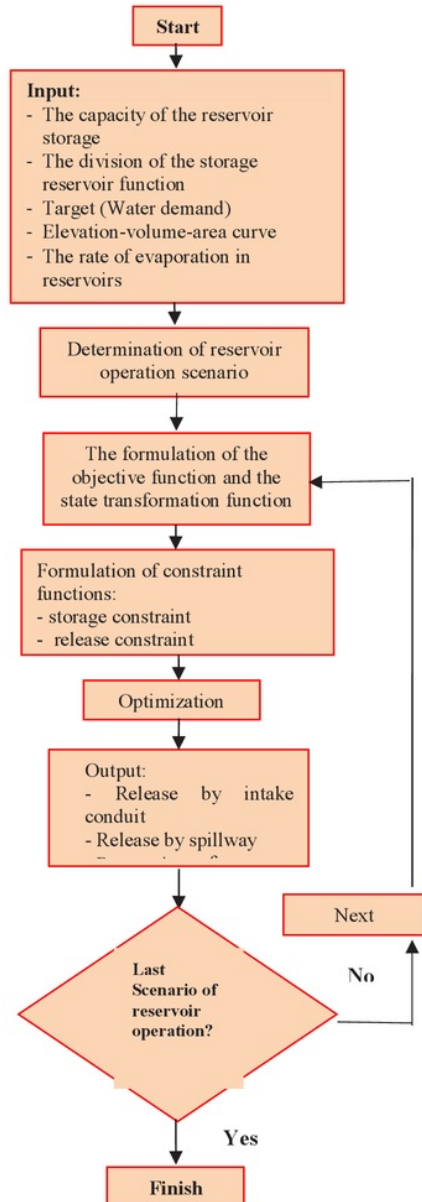 Start
Input:
- The capacity of the reservoir
storage
- The division of the storage
reservoir function
- Target (Water demand)
- Elevation-volume-area curve
- The rate of evaporation in
reservoirs
Determination of reservoir
operation scenario
The formulation of the
objective function and the
state transformation function
Formulation of constraint
functions:
- storage constraint
- release constraint
Optimization
Output:
- Release by intake
conduit
- Release by spillway
Next
Last
Scenario of
reservoir
operation?
No
Yes
Finish